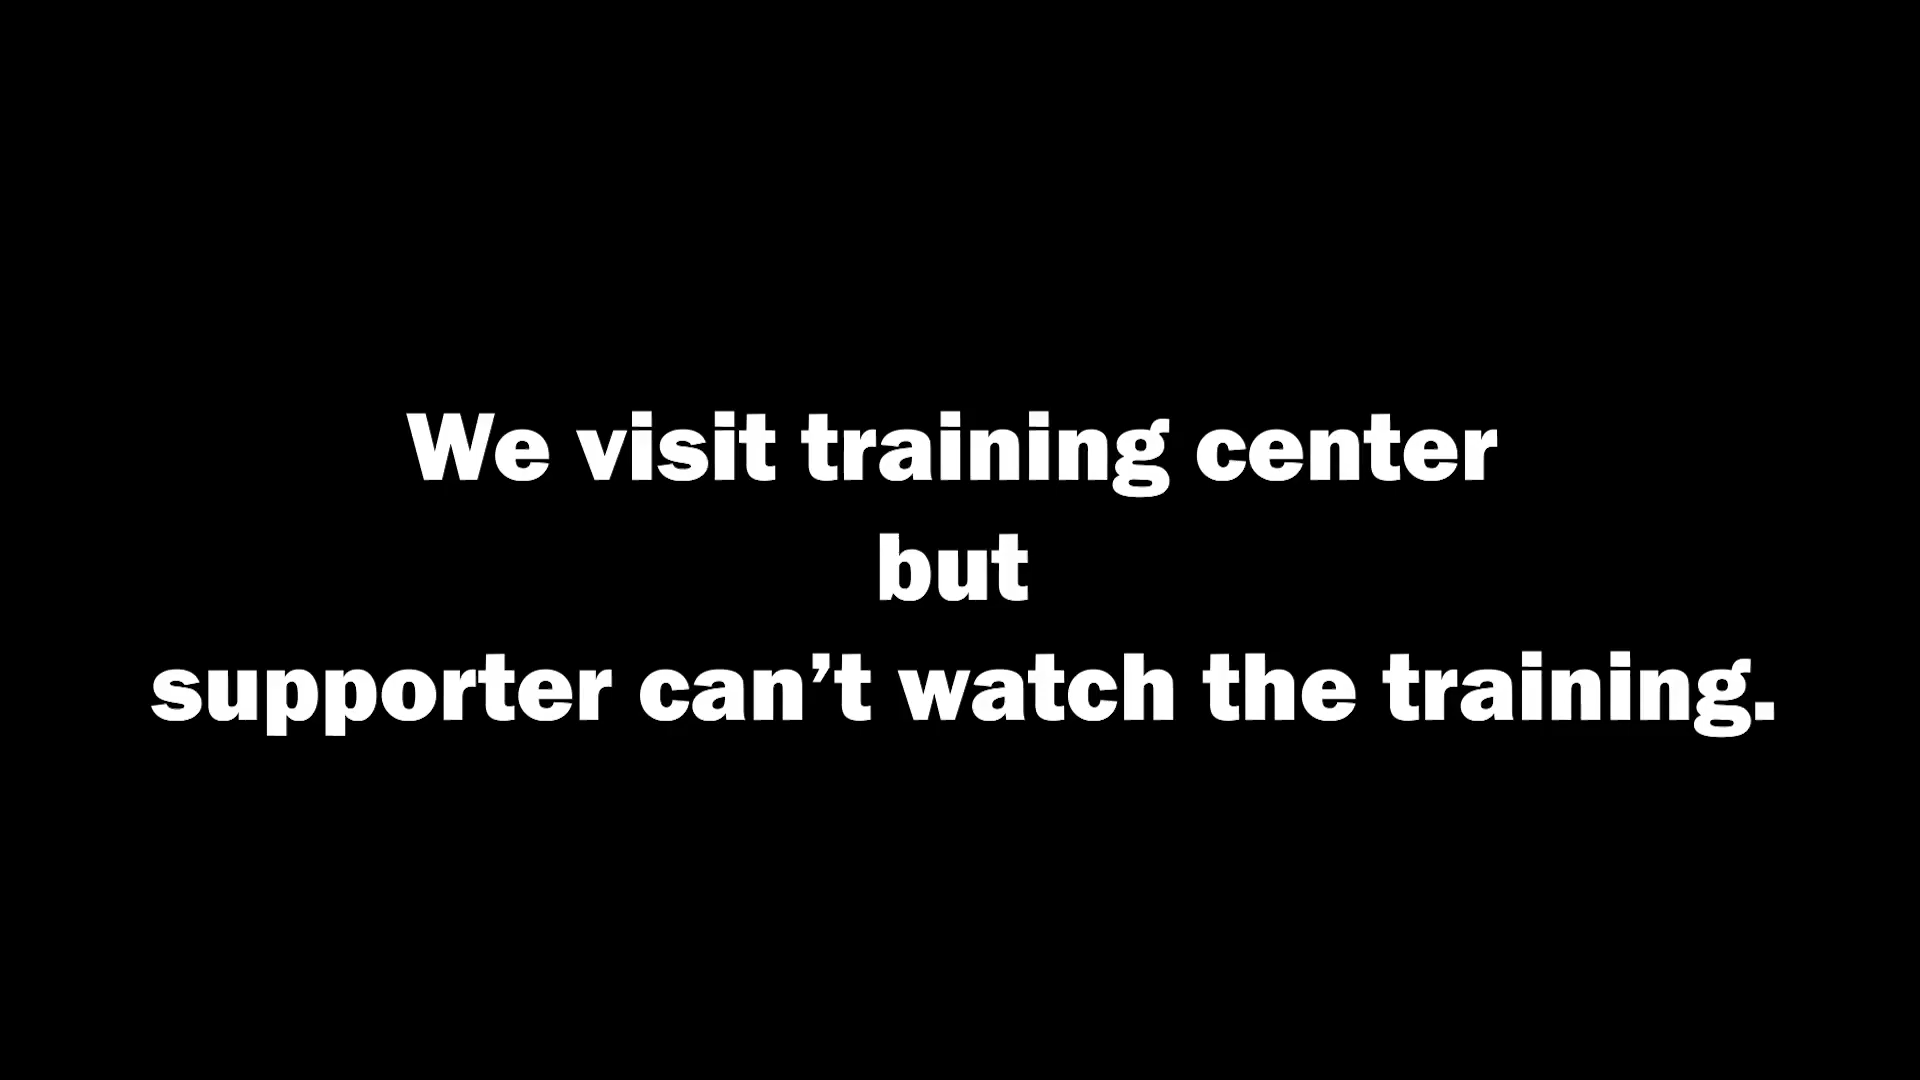 We visit training center
but
supporter can’t watch the training.